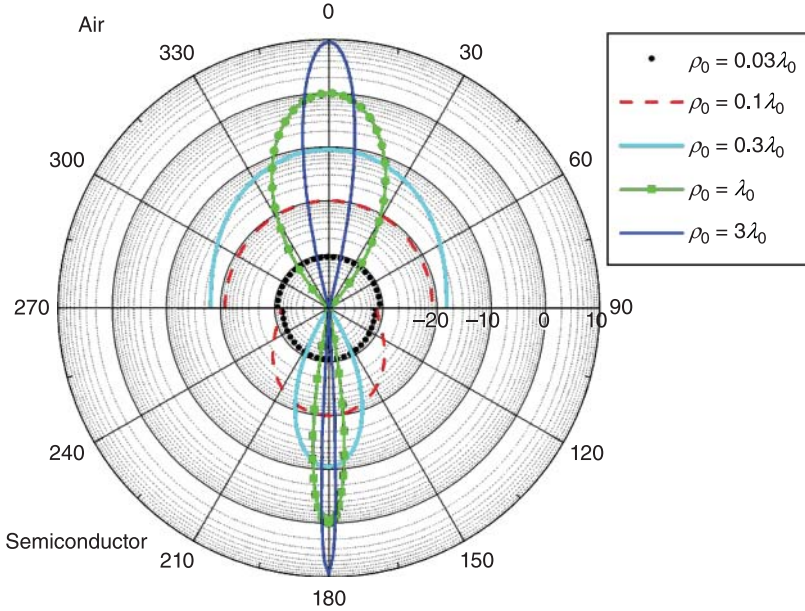 Air
0
330
30
300
60
270
90
−20
−10
0
10
240
120
Semiconductor
210
150
180
ρ₀ = 0.03λ₀
ρ₀ = 0.1λ₀
ρ₀ = 0.3λ₀
ρ₀ = λ₀
ρ₀ = 3λ₀